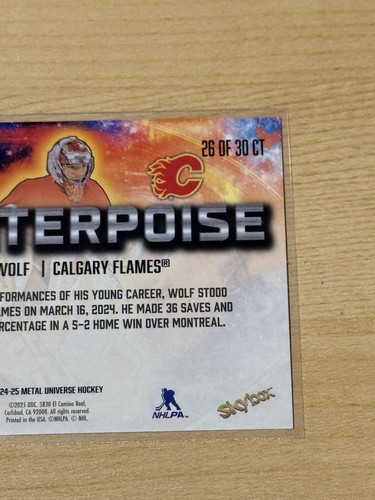 26 OF 30 CT
TERPOISE
WOLF | CALGARY FLAMES®
FORMANCES OF HIS YOUNG CAREER, WOLF STOOD
AMES ON MARCH 16, 2024. HE MADE 36 SAVES AND
RCENTAGE IN A 5-2 HOME WIN OVER MONTREAL.
24-25 METAL UNIVERSE HOCKEY
©2025 UDC. 5830 El Camino Real,
Carlsbad, CA 92008. All rights reserved.
Printed in the USA. ©NHLPA. © NHL.
NHLPA™
Skybox